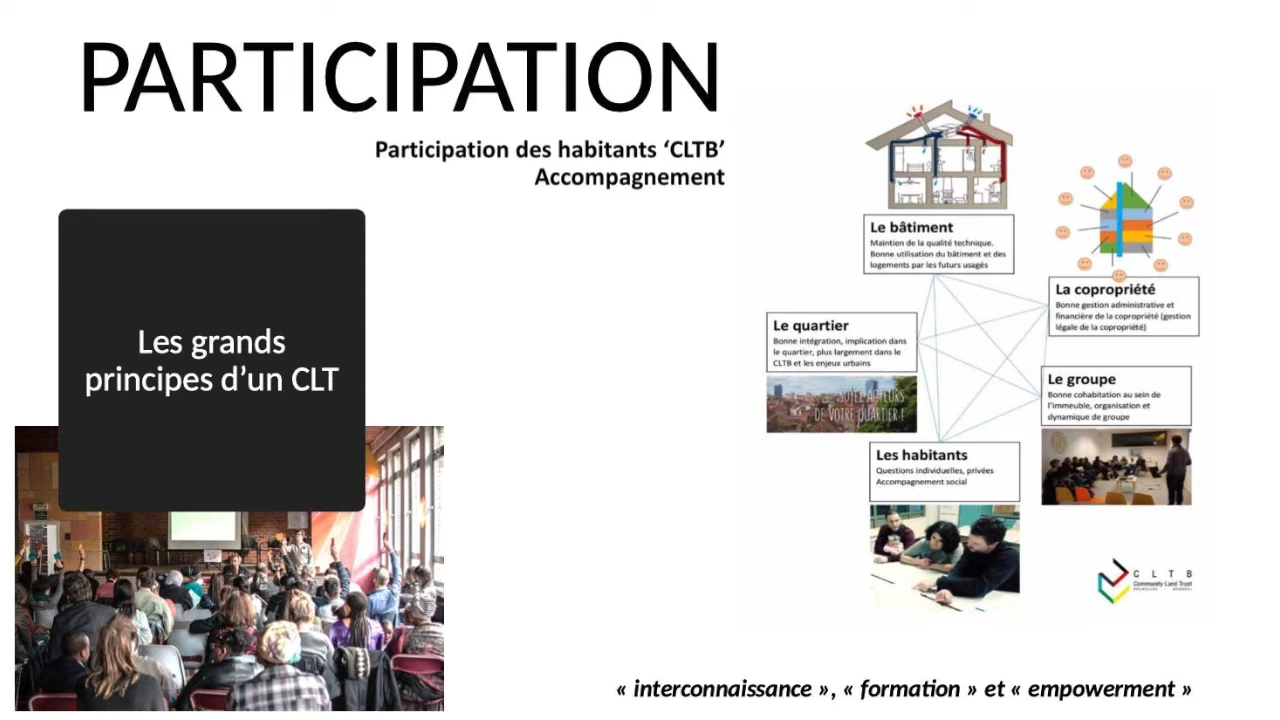 PARTICIPATION
Participation des habitants ‘CLTB’
Accompagnement
Les grands
principes d’un CLT
Le bâtiment
Maintien de la qualité technique.
Bonne utilisation du bâtiment et des
logements par les futurs usagés
La copropriété
Bonne gestion administrative et
financière de la copropriété (gestion
légale de la copropriété)
Le quartier
Bonne intégration, implication dans
le quartier, plus largement dans le
CLTB et les enjeux urbains
SOYEZ ACTEURS
DE VOTRE QUARTIER !
Le groupe
Bonne cohabitation au sein de
l’immeuble, organisation et
dynamique de groupe
Les habitants
Questions individuelles, privées
Accompagnement social
C L T B
Community Land Trust
« interconnaissance », « formation » et « empowerment »